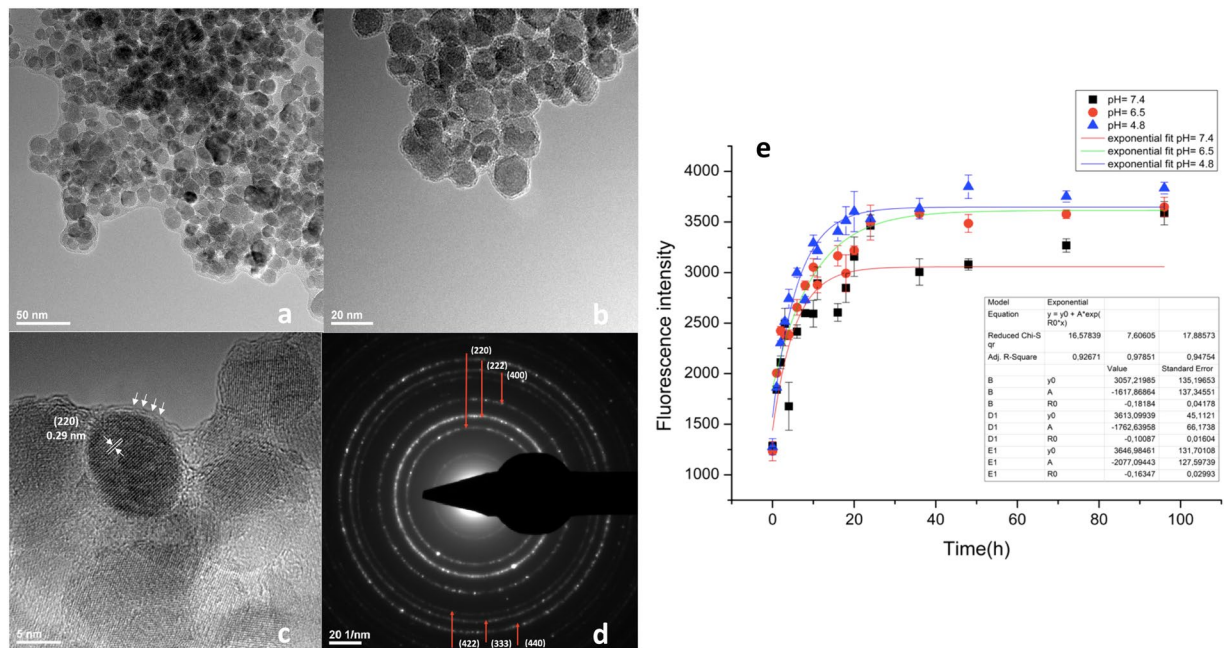 50 nm
a
20 nm
b
(220)
0.29 nm
5 nm
c
(220)
(222)
(400)
20 1/nm
(422)
(333)
(440)
d
e
pH= 7.4
pH= 6.5
pH= 4.8
exponential fit pH= 7.4
exponential fit pH= 6.5
exponential fit pH= 4.8
Fluorescence intensity
4000
3500
3000
2500
2000
1500
1000
0 20 40 60 80 100
Time(h)
Model Exponential
Equation y = y0 + A*exp(
R0*x)
Reduced Chi-S
qr 16,57839 7,60605 17,88573
Adj. R-Square 0,92671 0,97851 0,94754
Value Standard Error
B y0 3057,21985 135,19653
B A -1617,86864 137,34551
B R0 -0,18184 0,04178
D1 y0 3613,09939 45,1121
D1 A -1762,63958 66,1738
D1 R0 -0,10087 0,01604
E1 y0 3646,98461 131,70108
E1 A -2077,09443 127,59739
E1 R0 -0,16347 0,02993